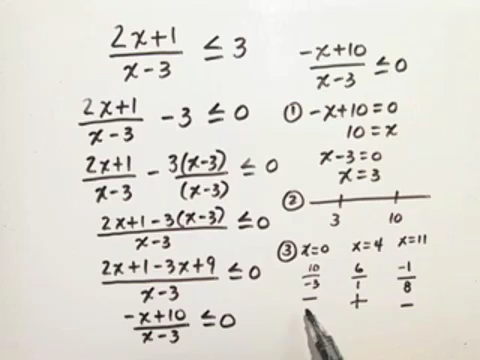 (2x+1)/(x-3) ≤ 3
(2x+1)/(x-3) - 3 ≤ 0
(2x+1)/(x-3) - 3(x-3)/(x-3) ≤ 0
(2x+1-3(x-3))/(x-3) ≤ 0
(2x+1-3x+9)/(x-3) ≤ 0
(-x+10)/(x-3) ≤ 0
(-x+10)/(x-3) ≤ 0
① -x+10=0
10=x
x-3=0
x=3
②
3 10
③ x=0 x=4 x=11
10/-3 6/1 -1/8
- + -